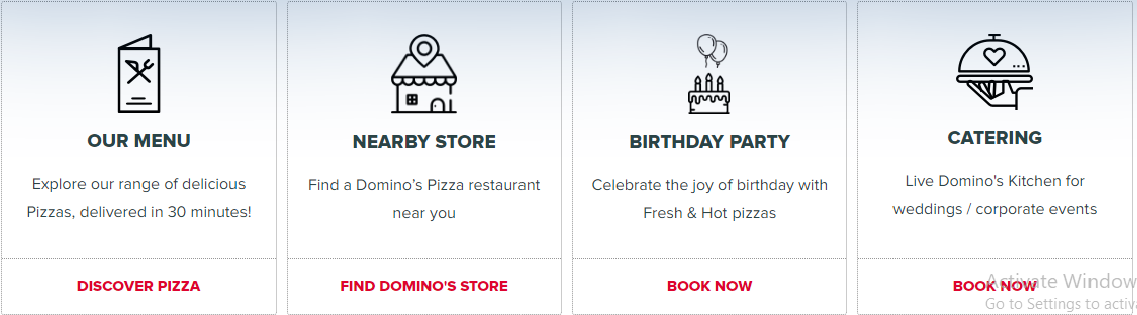 OUR MENU
Explore our range of delicious
Pizzas, delivered in 30 minutes!
DISCOVER PIZZA
NEARBY STORE
Find a Domino's Pizza restaurant
near you
FIND DOMINO'S STORE
BIRTHDAY PARTY
Celebrate the joy of birthday with
Fresh & Hot pizzas
BOOK NOW
CATERING
Live Domino's Kitchen for
weddings / corporate events
BOOK NOW
Activate Window
Go to Settings to activ